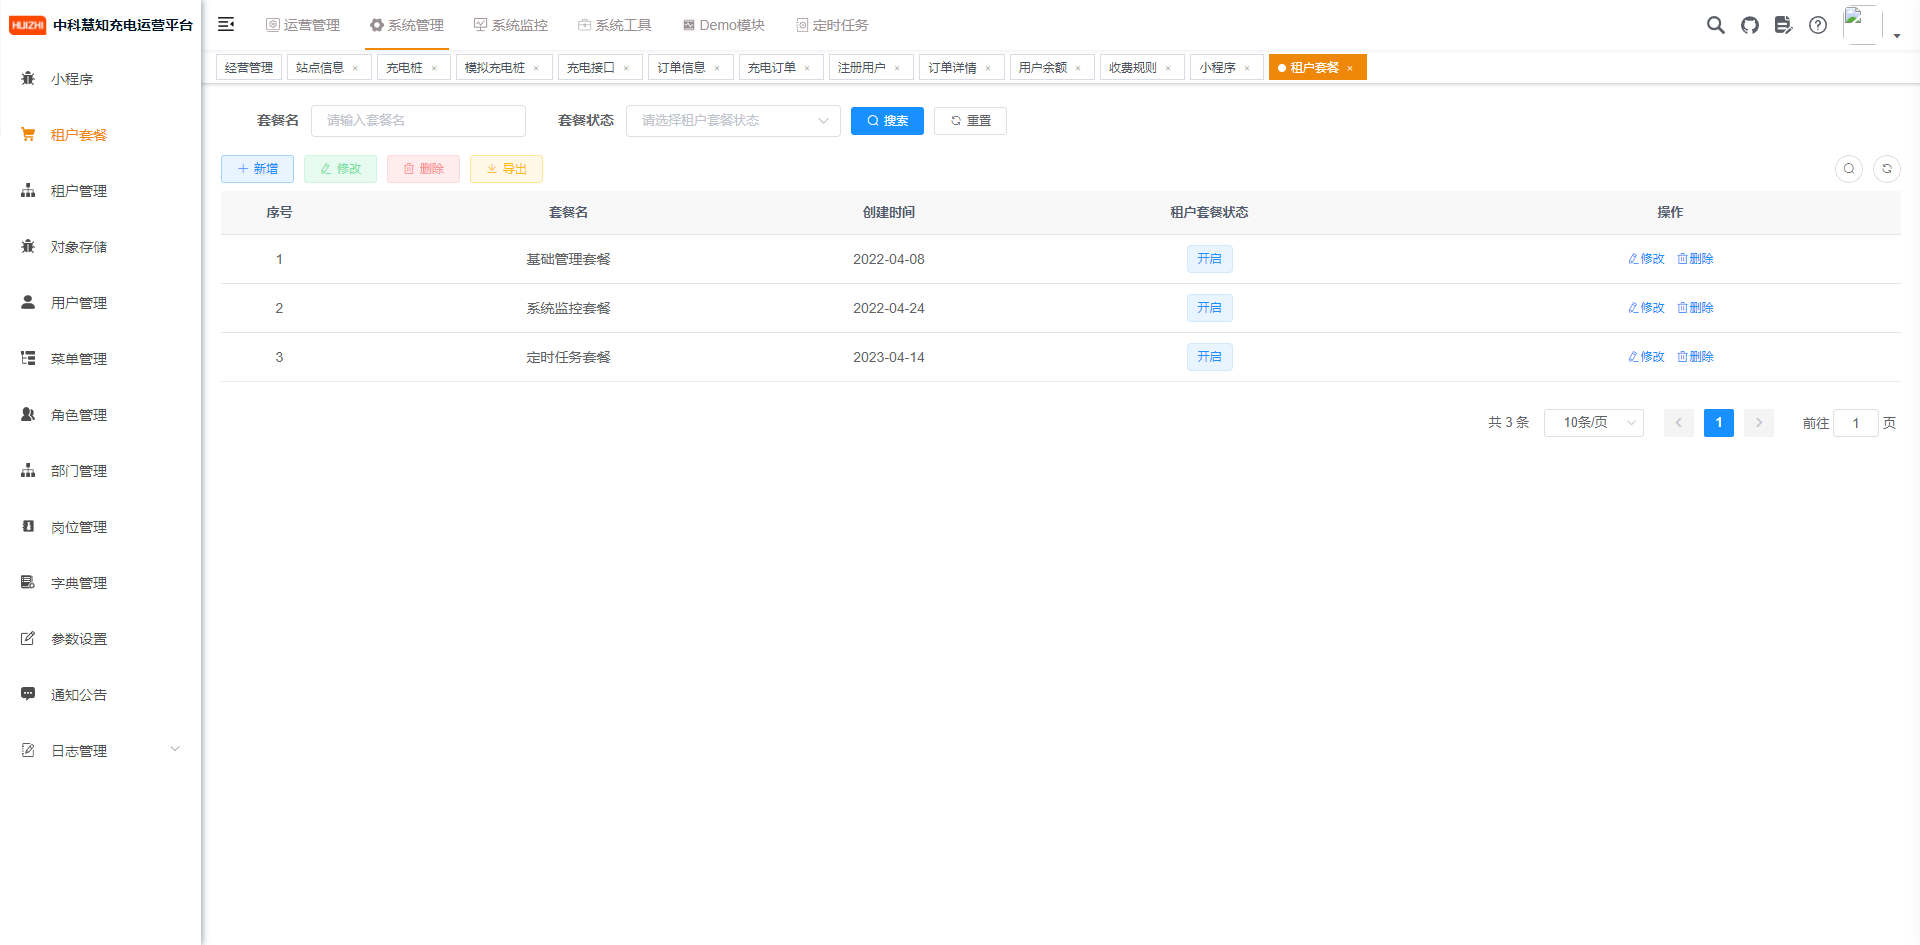 HUIZHI 中科慧知充电运营平台
运营管理 系统管理 系统监控 系统工具 Demo模块 定时任务
经营管理 站点信息 × 充电桩 × 模拟充电桩 × 充电接口 × 订单信息 × 充电订单 × 注册用户 × 订单详情 × 用户余额 × 收费规则 × 小程序 × 租户套餐 ×
小程序
租户套餐
租户管理
对象存储
用户管理
菜单管理
角色管理
部门管理
岗位管理
字典管理
参数设置
通知公告
日志管理
套餐名 请输入套餐名 套餐状态 请选择租户套餐状态 搜索 重置
新增 修改 删除 导出
序号 套餐名 创建时间 租户套餐状态 操作
1 基础管理套餐 2022-04-08 开启 修改 删除
2 系统监控套餐 2022-04-24 开启 修改 删除
3 定时任务套餐 2023-04-14 开启 修改 删除
共 3 条 10条/页 1 前往 1 页